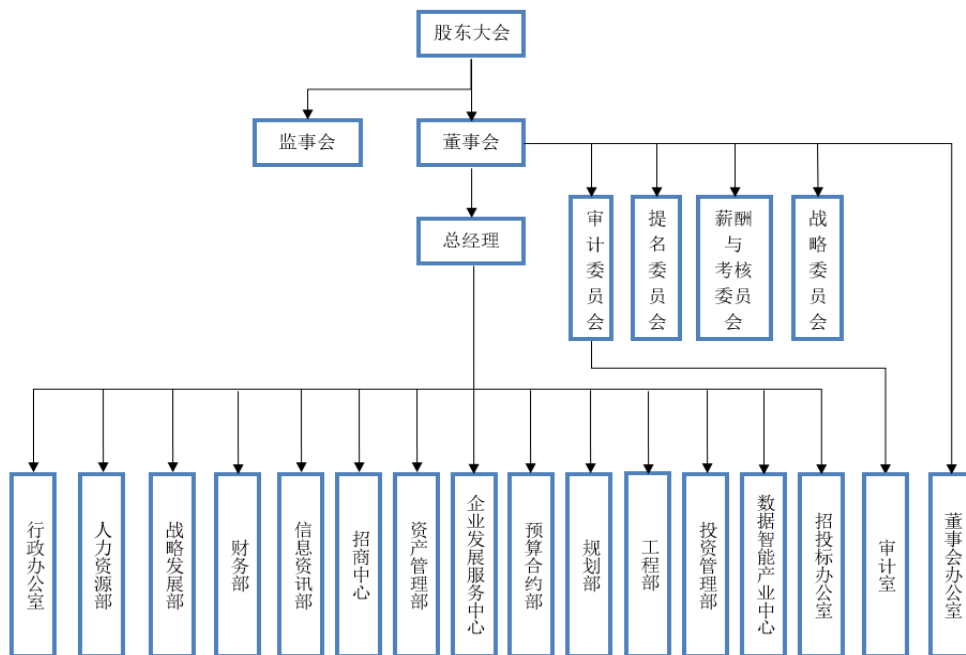 股东大会
监事会
董事会
总经理
审计委员会
提名委员会
薪酬
与
考核
委员
会
战略委员会
行政办公室
人力资源部
战略发展部
财务部
信息资讯部
招商中心
资产管理部
企业发展服务中心
预算合约部
规划部
工程部
投资管理部
数据智能产业中心
招投标办公室
审计室
董事会办公室